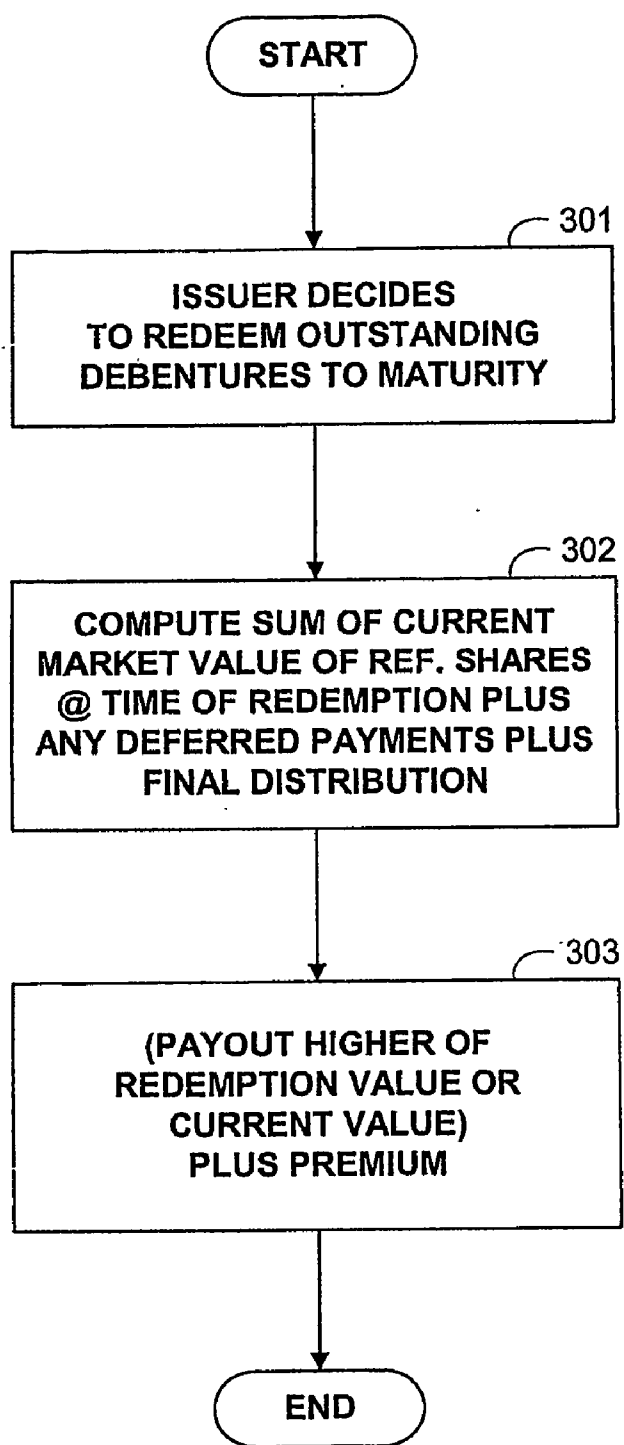 START
301
ISSUER DECIDES
TO REDEEM OUTSTANDING
DEBENTURES TO MATURITY
302
COMPUTE SUM OF CURRENT
MARKET VALUE OF REF. SHARES
@ TIME OF REDEMPTION PLUS
ANY DEFERRED PAYMENTS PLUS
FINAL DISTRIBUTION
303
(PAYOUT HIGHER OF
REDEMPTION VALUE OR
CURRENT VALUE)
PLUS PREMIUM
END